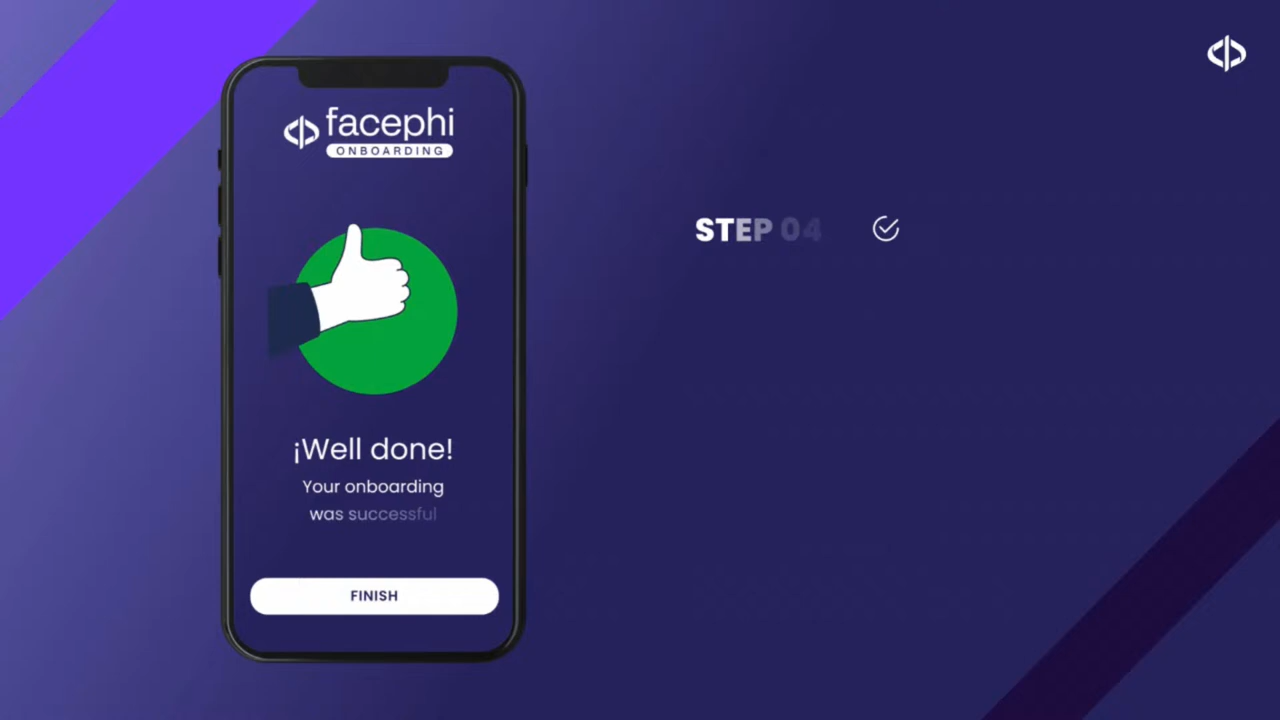 facephi
ONBOARDING
¡Well done!
Your onboarding
was successful
FINISH
STEP 04